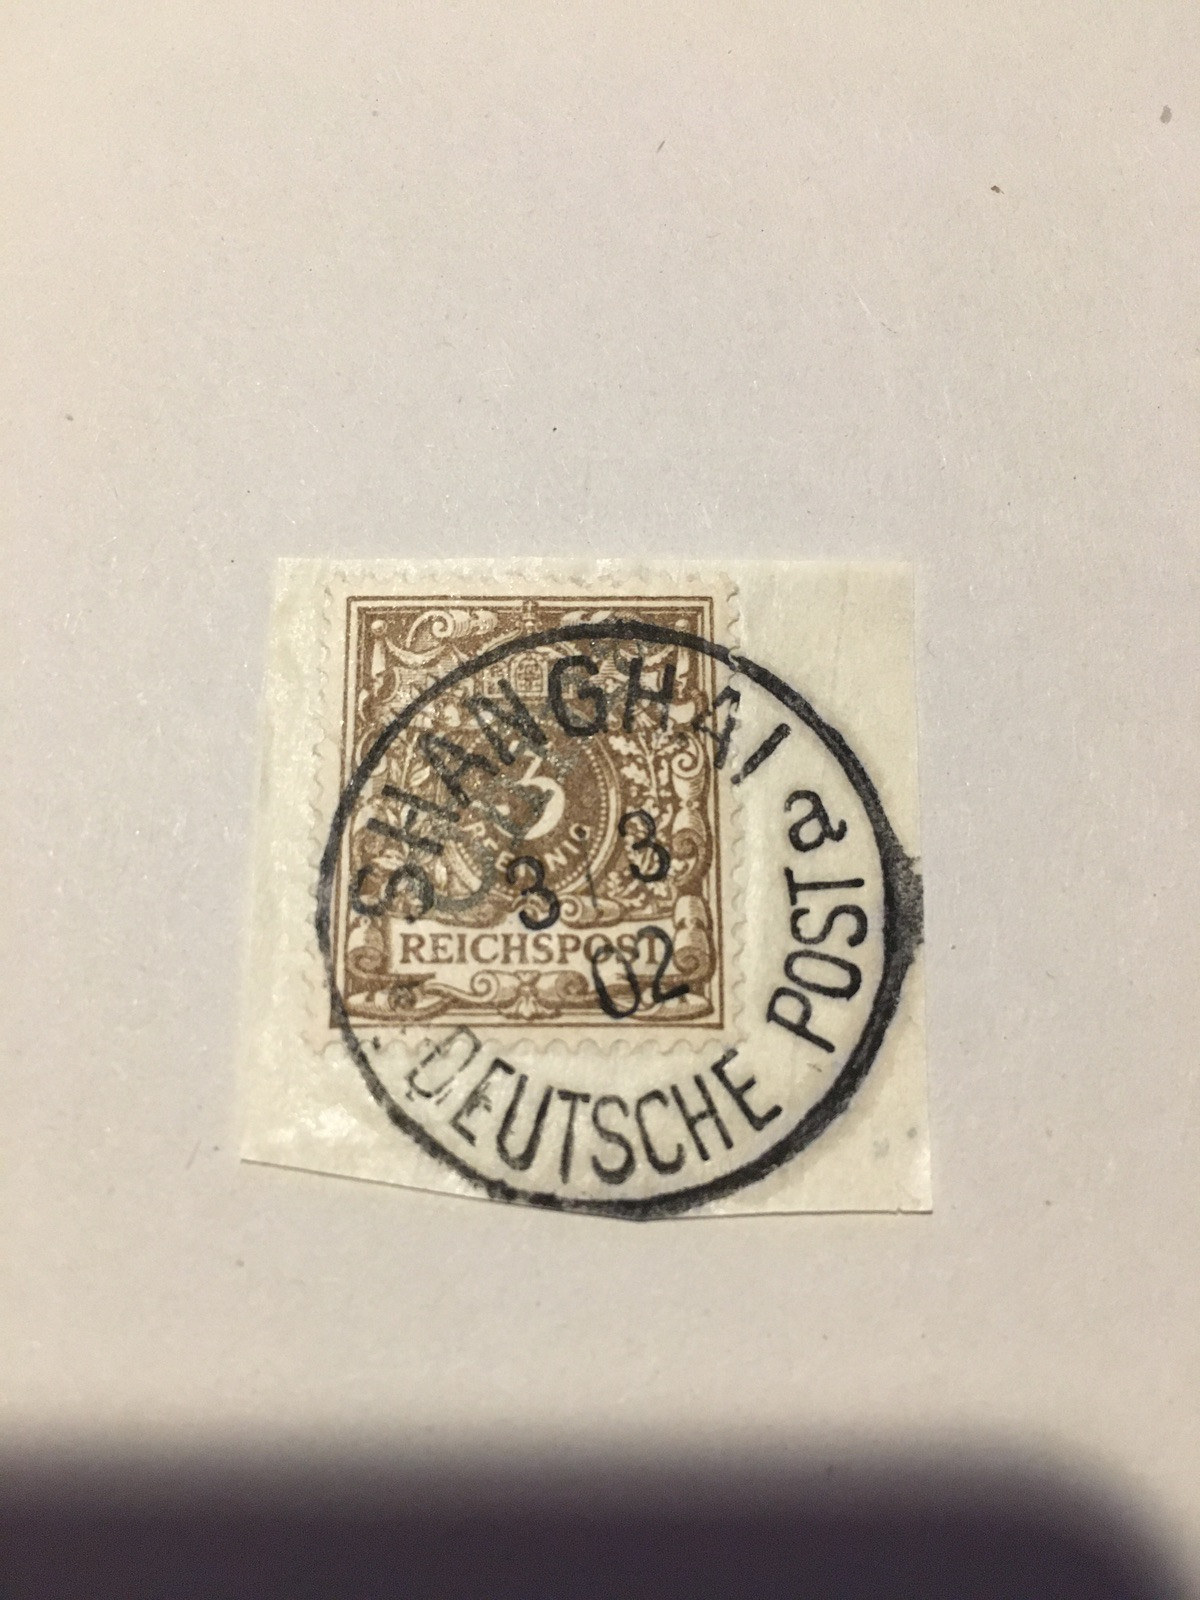 SHANGHAI
3
PFENNIG
REICHSPOST
3 3
02
DEUTSCHE POST a